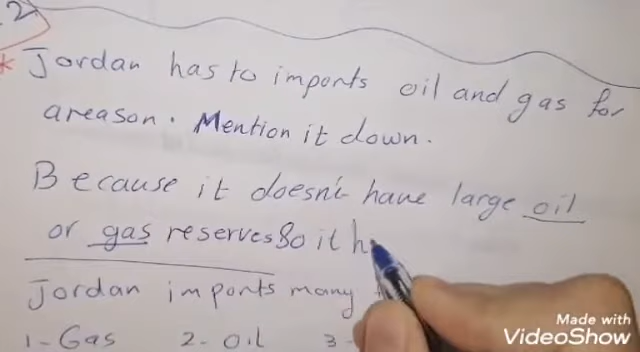 .2
* Jordan has to imports oil and gas for
areason. Mention it down.
Because it doesn't have large oil
or gas reserves So it h
Jordan imports many
1- Gas 2- Oil 3-
Made with
VideoShow